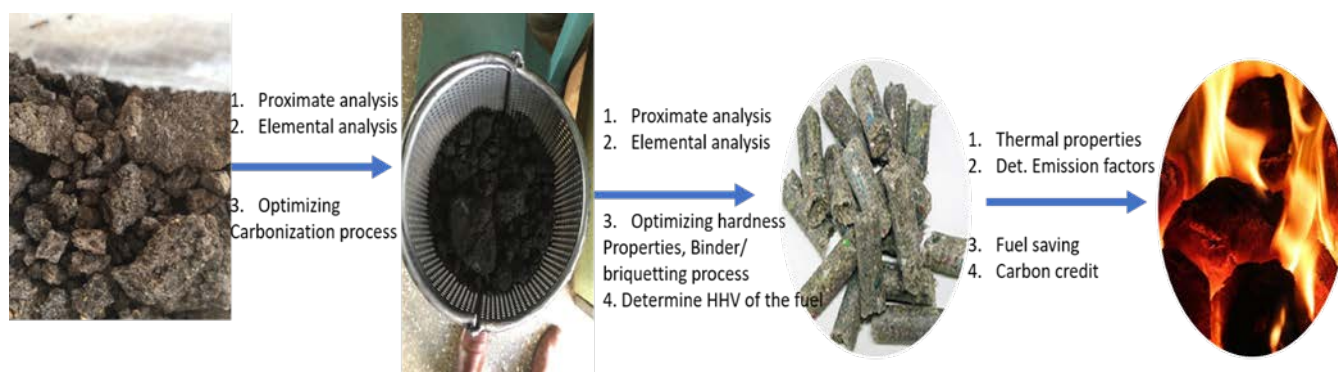 1. Proximate analysis
2. Elemental analysis
3. Optimizing
Carbonization process
1. Proximate analysis
2. Elemental analysis
3. Optimizing hardness
Properties, Binder/
briquetting process
4. Determine HHV of the fuel
1. Thermal properties
2. Det. Emission factors
3. Fuel saving
4. Carbon credit